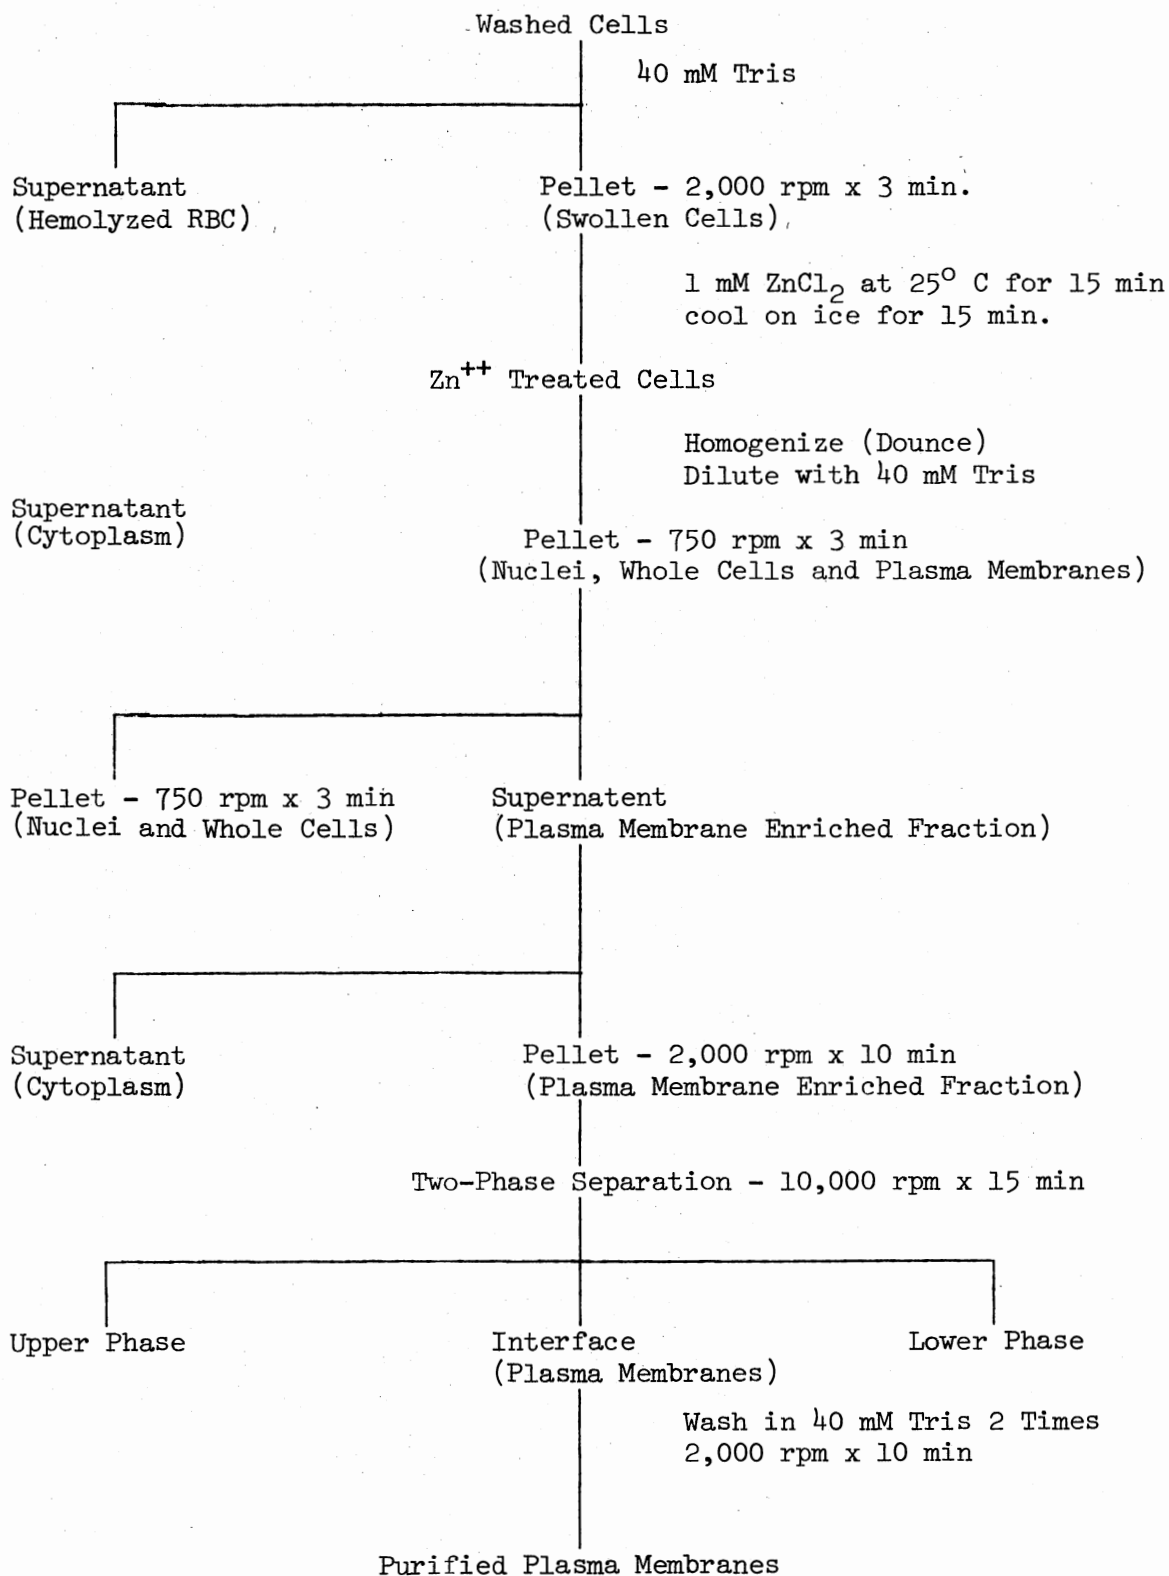 Washed Cells
40 mM Tris
Supernatant
(Hemolyzed RBC)
Pellet - 2,000 rpm x 3 min.
(Swollen Cells)
1 mM ZnCl₂ at 25° C for 15 min
cool on ice for 15 min.
Zn⁺⁺ Treated Cells
Homogenize (Dounce)
Dilute with 40 mM Tris
Supernatant
(Cytoplasm)
Pellet - 750 rpm x 3 min
(Nuclei, Whole Cells and Plasma Membranes)
Pellet - 750 rpm x 3 min
(Nuclei and Whole Cells)
Supernatent
(Plasma Membrane Enriched Fraction)
Supernatant
(Cytoplasm)
Pellet - 2,000 rpm x 10 min
(Plasma Membrane Enriched Fraction)
Two-Phase Separation - 10,000 rpm x 15 min
Upper Phase
Interface
(Plasma Membranes)
Lower Phase
Wash in 40 mM Tris 2 Times
2,000 rpm x 10 min
Purified Plasma Membranes